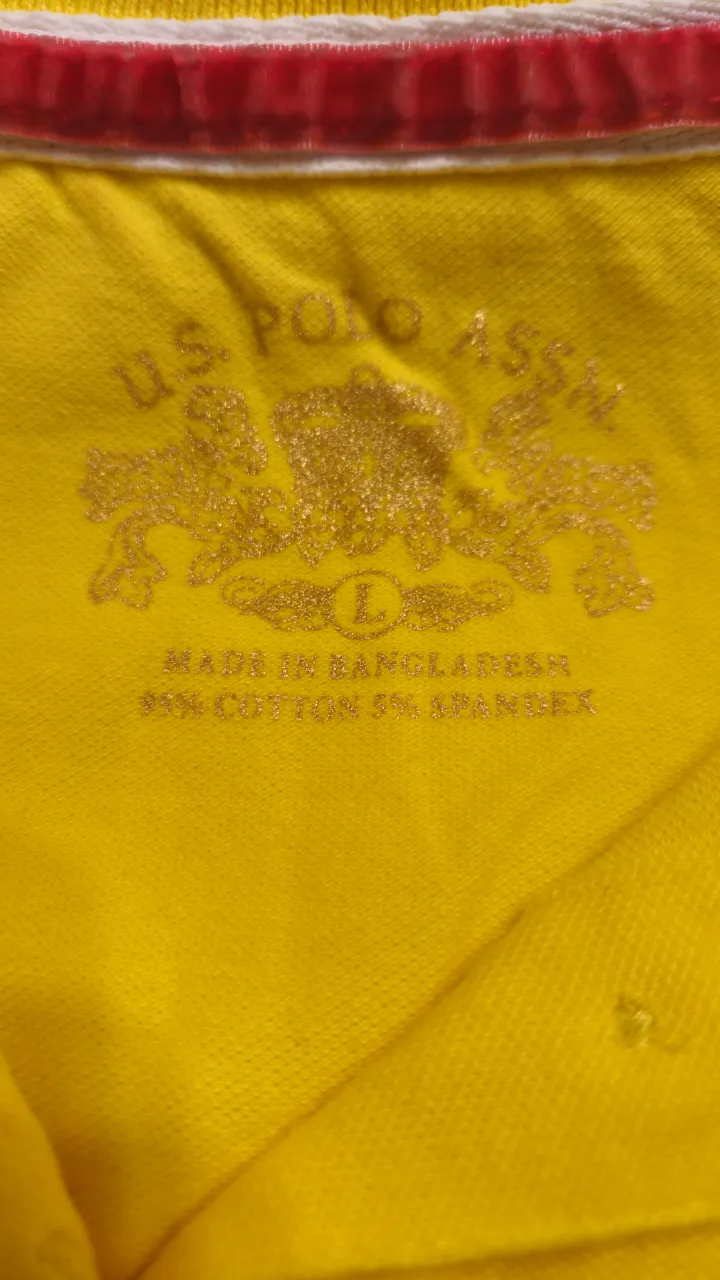 U.S. POLO ASSN.
L
MADE IN BANGLADESH
95% COTTON 5% SPANDEX